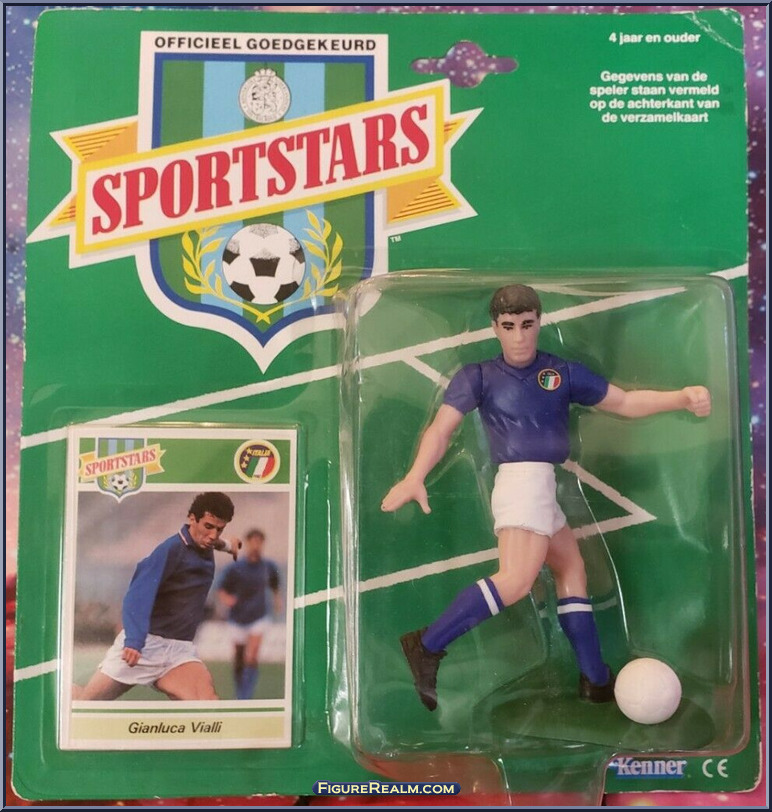 OFFICIEEL GOEDGEKEURD
SPORTSTARS
™
4 jaar en ouder
Gegevens van de
speler staan vermeld
op de achterkant van
de verzamelkaart
SPORTSTARS
ITALIA
Gianluca Vialli
Kenner CE
FIGUREREALM.COM